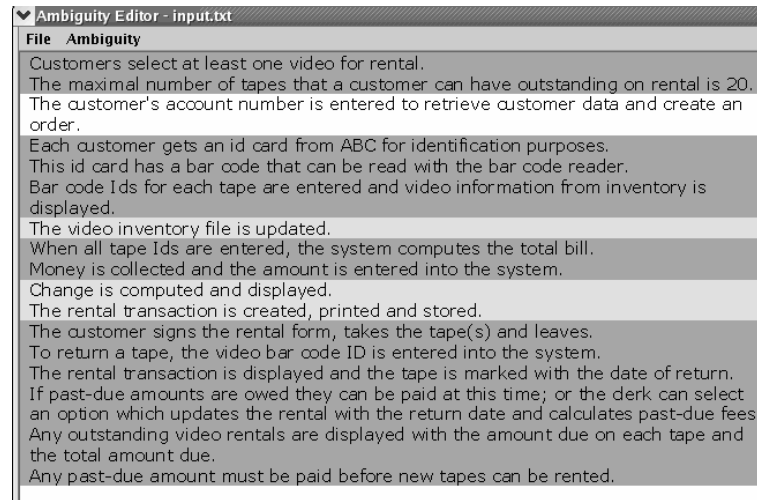 Ambiguity Editor - input.txt
File Ambiguity
Customers select at least one video for rental.
The maximal number of tapes that a customer can have outstanding on rental is 20.
The customer's account number is entered to retrieve customer data and create an
order.
Each customer gets an id card from ABC for identification purposes.
This id card has a bar code that can be read with the bar code reader.
Bar code Ids for each tape are entered and video information from inventory is
displayed.
The video inventory file is updated.
When all tape Ids are entered, the system computes the total bill.
Money is collected and the amount is entered into the system.
Change is computed and displayed.
The rental transaction is created, printed and stored.
The customer signs the rental form, takes the tape(s) and leaves.
To return a tape, the video bar code ID is entered into the system.
The rental transaction is displayed and the tape is marked with the date of return.
If past-due amounts are owed they can be paid at this time; or the clerk can select
an option which updates the rental with the return date and calculates past-due fees
Any outstanding video rentals are displayed with the amount due on each tape and
the total amount due.
Any past-due amount must be paid before new tapes can be rented.